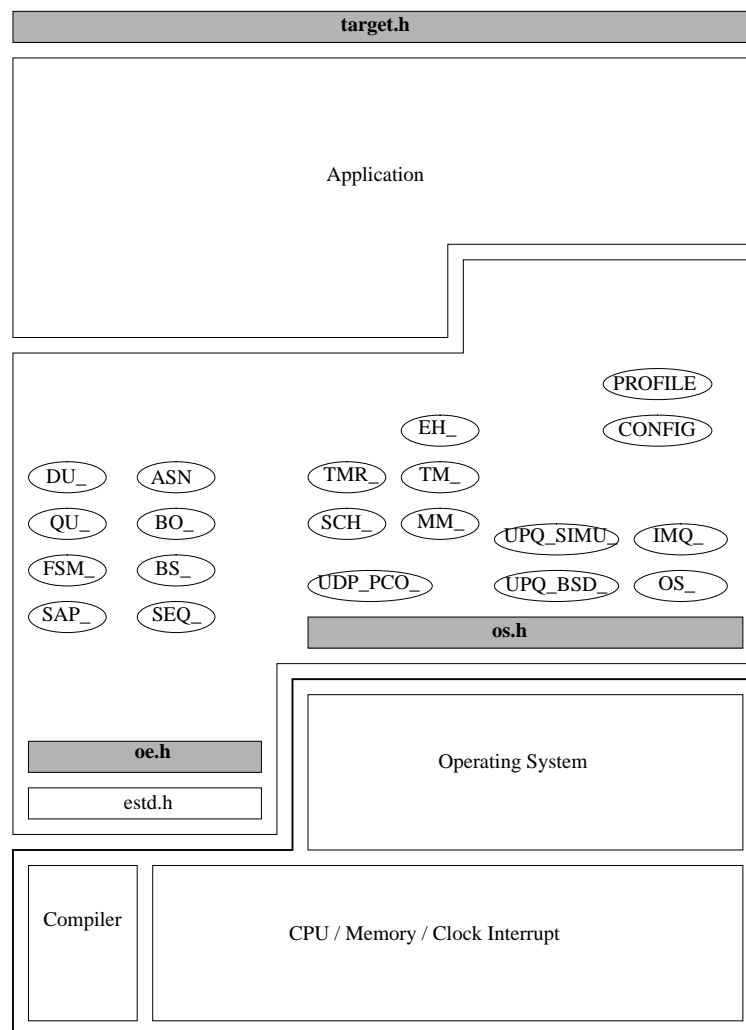 target.h
Application
PROFILE
EH_
CONFIG
DU_
ASN
TMR_
TM_
QU_
BO_
SCH_
MM_
UPQ_SIMU_
IMQ_
FSM_
BS_
UDP_PCO_
UPQ_BSD_
OS_
SAP_
SEQ_
os.h
oe.h
Operating System
estd.h
Compiler
CPU / Memory / Clock Interrupt